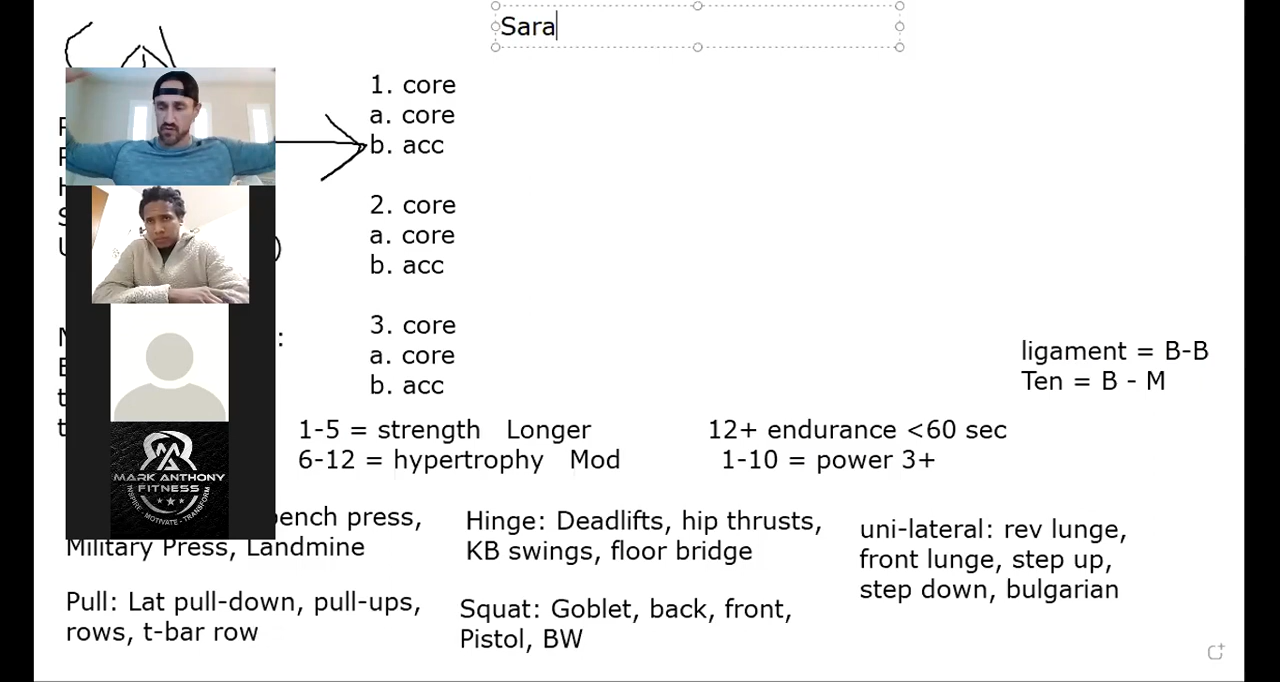 Sara
1. core
a. core
b. acc
2. core
a. core
b. acc
3. core
a. core
b. acc
ligament = B-B
Ten = B - M
1-5 = strength Longer
6-12 = hypertrophy Mod
12+ endurance <60 sec
1-10 = power 3+
MARK ANTHONY
FITNESS
INSPIRE - MOTIVATE - TRANSFORM
bench press,
Military Press, Landmine
Pull: Lat pull-down, pull-ups,
rows, t-bar row
Hinge: Deadlifts, hip thrusts,
KB swings, floor bridge
Squat: Goblet, back, front,
Pistol, BW
uni-lateral: rev lunge,
front lunge, step up,
step down, bulgarian